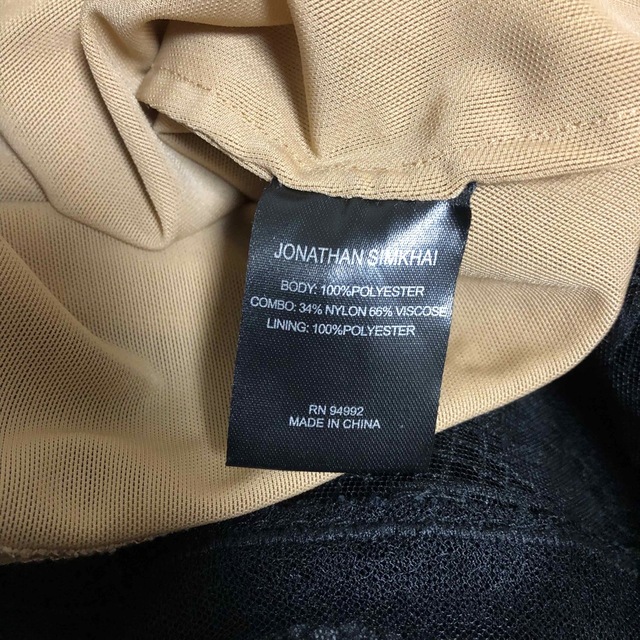 JONATHAN SIMKHAI
BODY: 100%POLYESTER
COMBO: 34% NYLON 66% VISCOSE
LINING: 100%POLYESTER
RN 94992
MADE IN CHINA